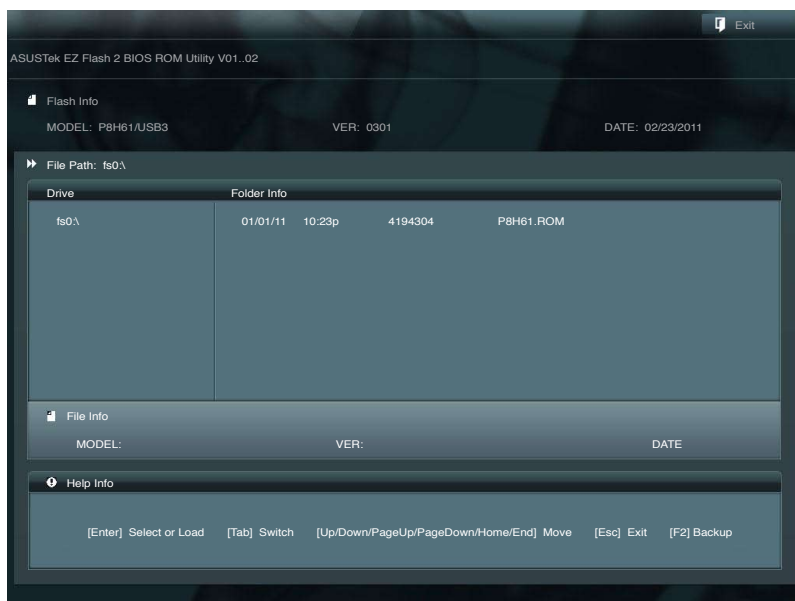 Exit
ASUSTek EZ Flash 2 BIOS ROM Utility V01..02
Flash Info
MODEL: P8H61/USB3 VER: 0301 DATE: 02/23/2011
File Path: fs0:\
Drive Folder Info
fs0:\ 01/01/11 10:23p 4194304 P8H61.ROM
File Info
MODEL: VER: DATE
Help Info
[Enter] Select or Load [Tab] Switch [Up/Down/PageUp/PageDown/Home/End] Move [Esc] Exit [F2] Backup